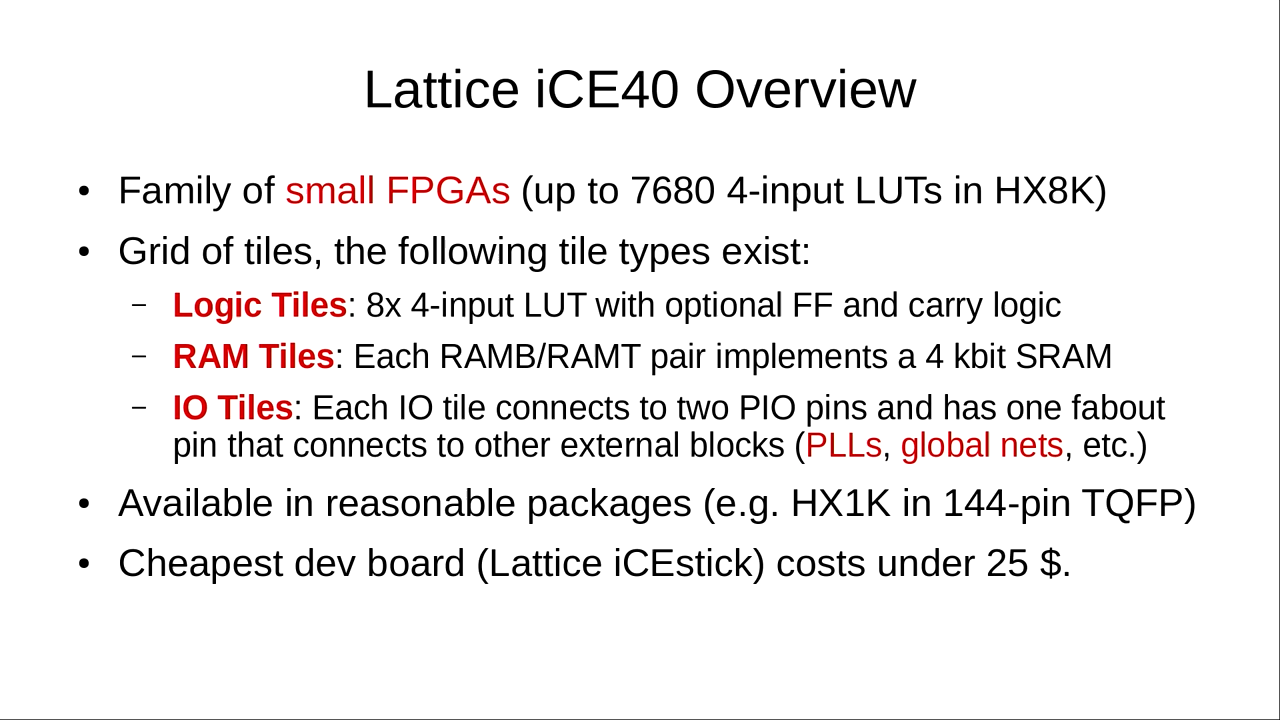 Lattice iCE40 Overview
• Family of small FPGAs (up to 7680 4-input LUTs in HX8K)
• Grid of tiles, the following tile types exist:
– Logic Tiles: 8x 4-input LUT with optional FF and carry logic
– RAM Tiles: Each RAMB/RAMT pair implements a 4 kbit SRAM
– IO Tiles: Each IO tile connects to two PIO pins and has one fabout
pin that connects to other external blocks (PLLs, global nets, etc.)
• Available in reasonable packages (e.g. HX1K in 144-pin TQFP)
• Cheapest dev board (Lattice iCEstick) costs under 25 $.